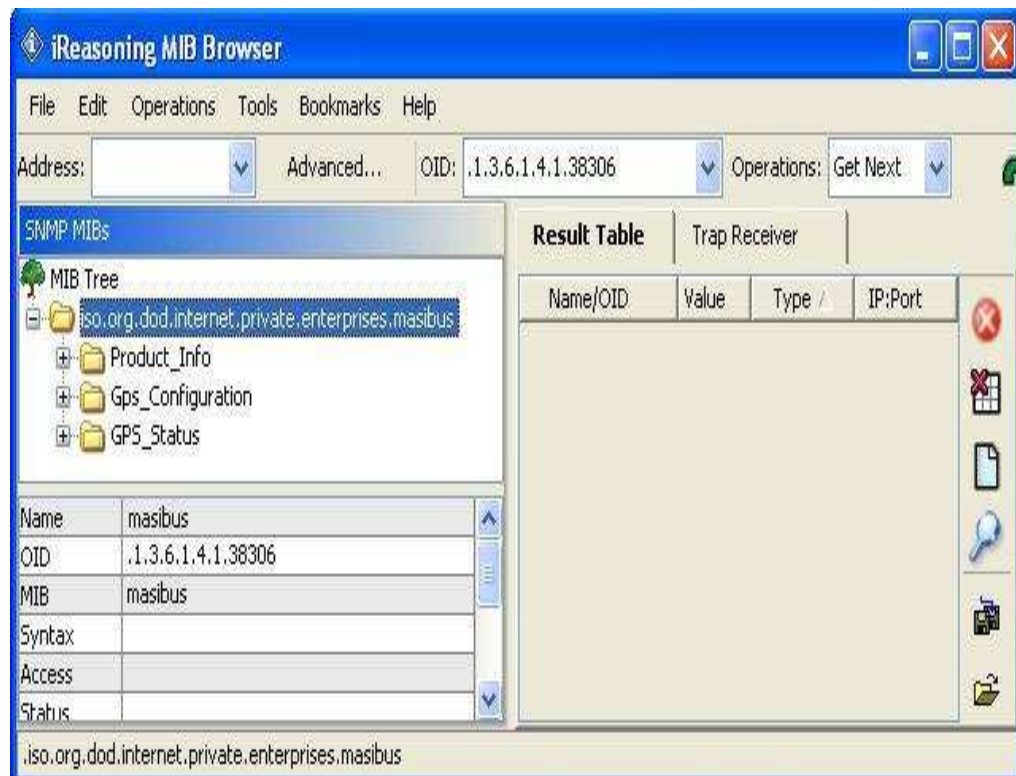 iReasoning MIB Browser
File Edit Operations Tools Bookmarks Help
Address: Advanced... OID: .1.3.6.1.4.1.38306 Operations: Get Next
SNMP MIBs
Result Table Trap Receiver
MIB Tree
Name/OID Value Type IP:Port
iso.org.dod.internet.private.enterprises.masibus
Product_Info
Gps_Configuration
GPS_Status
Name masibus
OID .1.3.6.1.4.1.38306
MIB masibus
Syntax
Access
Status
.iso.org.dod.internet.private.enterprises.masibus